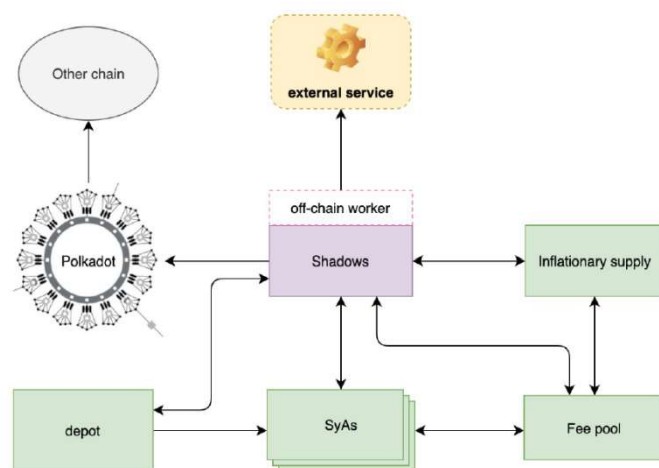 Other chain
external service
off-chain worker
Polkadot
Shadows
Inflationary supply
depot
SyAs
Fee pool